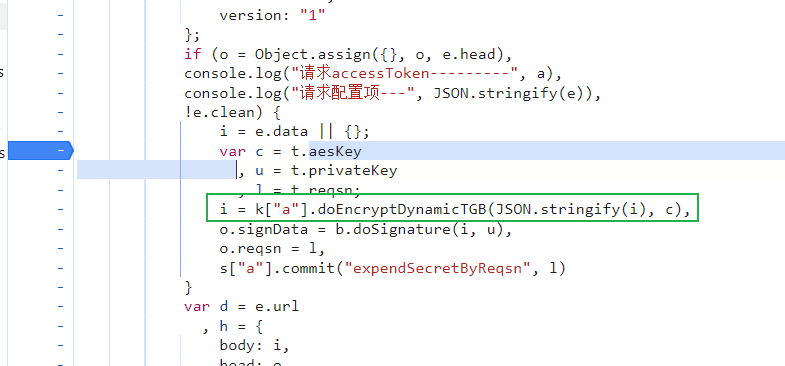 version: "1"
};
if (o = Object.assign({}, o, e.head),
console.log("请求accessToken---------", a),
console.log("请求配置项---", JSON.stringify(e)),
!e.clean) {
i = e.data || {};
var c = t.aesKey
, u = t.privateKey
, l = t.reqsn;
i = k["a"].doEncryptDynamicTGB(JSON.stringify(i), c),
o.signData = b.doSignature(i, u),
o.reqsn = l,
s["a"].commit("expendSecretByReqsn", l)
}
var d = e.url
, h = {
body: i,
head: o